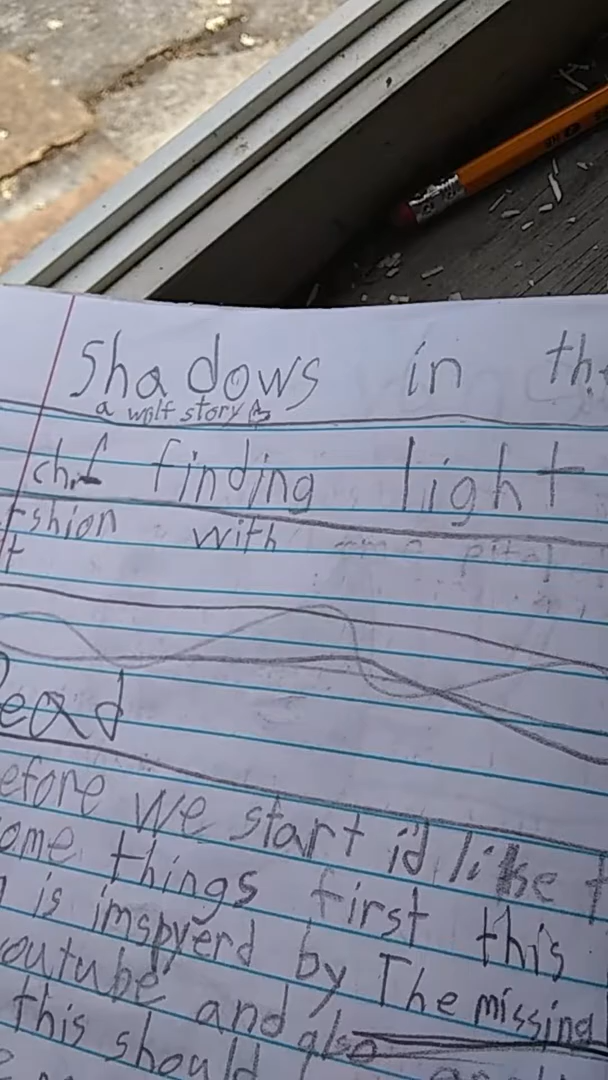 Shadows in th
a wolf story
ch.1 finding light
shion with
ead
efore we start i'd like t
ome things first this
is imspyerd by The missing
outube and also
this should